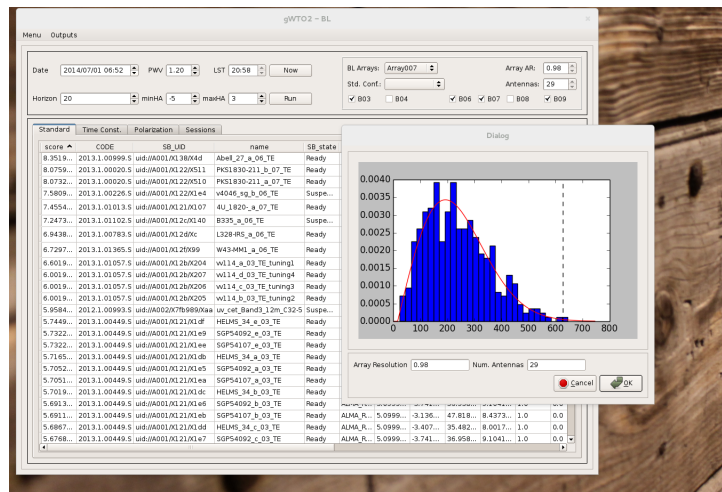 gWTO2 ~ BL
Menu Outputs
Date 2014/07/01 06:52 PWV 1.20 LST 20:58 Now
Horizon 20 minHA -5 maxHA 3 Run
BL Arrays: Array007 Array AR: 0.98
Std. Conf.: Antennas: 29
B03 B04 B06 B07 B08 B09
Standard Time Const. Polarization Sessions
score CODE SB_UID name SB_state
8.3519... 2013.1.00999.S uid://A001/X138/X4d Abell_27_a_06_TE Ready
8.0759... 2013.1.00020.S uid://A001/X122/X511 PKS1830-211_b_07_TE Ready
8.0732... 2013.1.00020.S uid://A001/X122/X510 PKS1830-211_a_07_TE Ready
7.5809... 2013.1.00226.S uid://A001/X122/X1e4 v4046_sg_b_06_TE Suspe...
7.4554... 2013.1.01013.S uid://A001/X121/X107 4U_1820-_a_07_TE Ready
7.2473... 2013.1.01102.S uid://A001/X12c/X140 B335_a_06_TE Suspe...
6.9438... 2013.1.00783.S uid://A001/X12d/Xc L328-IRS_a_06_TE Ready
6.7297... 2013.1.01365.S uid://A001/X12f/X99 W43-MM1_a_06_TE Ready
6.6019... 2013.1.01057.S uid://A001/X12b/X204 vv114_a_03_TE_tuning1 Ready
6.0019... 2013.1.01057.S uid://A001/X12b/X207 vv114_d_03_TE_tuning4 Ready
6.0019... 2013.1.01057.S uid://A001/X12b/X206 vv114_c_03_TE_tuning3 Ready
6.0019... 2013.1.01057.S uid://A001/X12b/X205 vv114_b_03_TE_tuning2 Ready
5.9584... 2012.1.00993.S uid://A002/X7fb989/Xaa uv_cet_Band3_12m_C32-5 Suspe...
5.7449... 2013.1.00449.S uid://A001/X121/X1df HELMS_34_e_03_TE Ready
5.7322... 2013.1.00449.S uid://A001/X121/X1e9 SGP54092_e_03_TE Ready
5.7322... 2013.1.00449.S uid://A001/X121/X1ee SGP54107_e_03_TE Ready
5.7165... 2013.1.00449.S uid://A001/X121/X1db HELMS_34_a_03_TE Ready
5.7052... 2013.1.00449.S uid://A001/X121/X1e5 SGP54092_a_03_TE Ready
5.7051... 2013.1.00449.S uid://A001/X121/X1ea SGP54107_a_03_TE Ready
5.7019... 2013.1.00449.S uid://A001/X121/X1dc HELMS_34_b_03_TE Ready
5.6913... 2013.1.00449.S uid://A001/X121/X1e6 SGP54092_b_03_TE Ready
5.6911... 2013.1.00449.S uid://A001/X121/X1eb SGP54107_b_03_TE Ready ALMA_R... 5.0999... -3.136... 47.818... 8.4373... 1.0 0.0
5.6867... 2013.1.00449.S uid://A001/X121/X1dd HELMS_34_c_03_TE Ready ALMA_R... 5.0999... -3.407... 35.482... 8.0017... 1.0 0.0
5.6768... 2013.1.00449.S uid://A001/X121/X1e7 SGP54092_c_03_TE Ready ALMA_R... 5.0999... -3.741... 36.958... 9.1041... 1.0 0.0
Dialog
0.0040
0.0035
0.0030
0.0025
0.0020
0.0015
0.0010
0.0005
0.0000
0 100 200 300 400 500 600 700 800
Array Resolution 0.98 Num. Antennas 29
Cancel OK